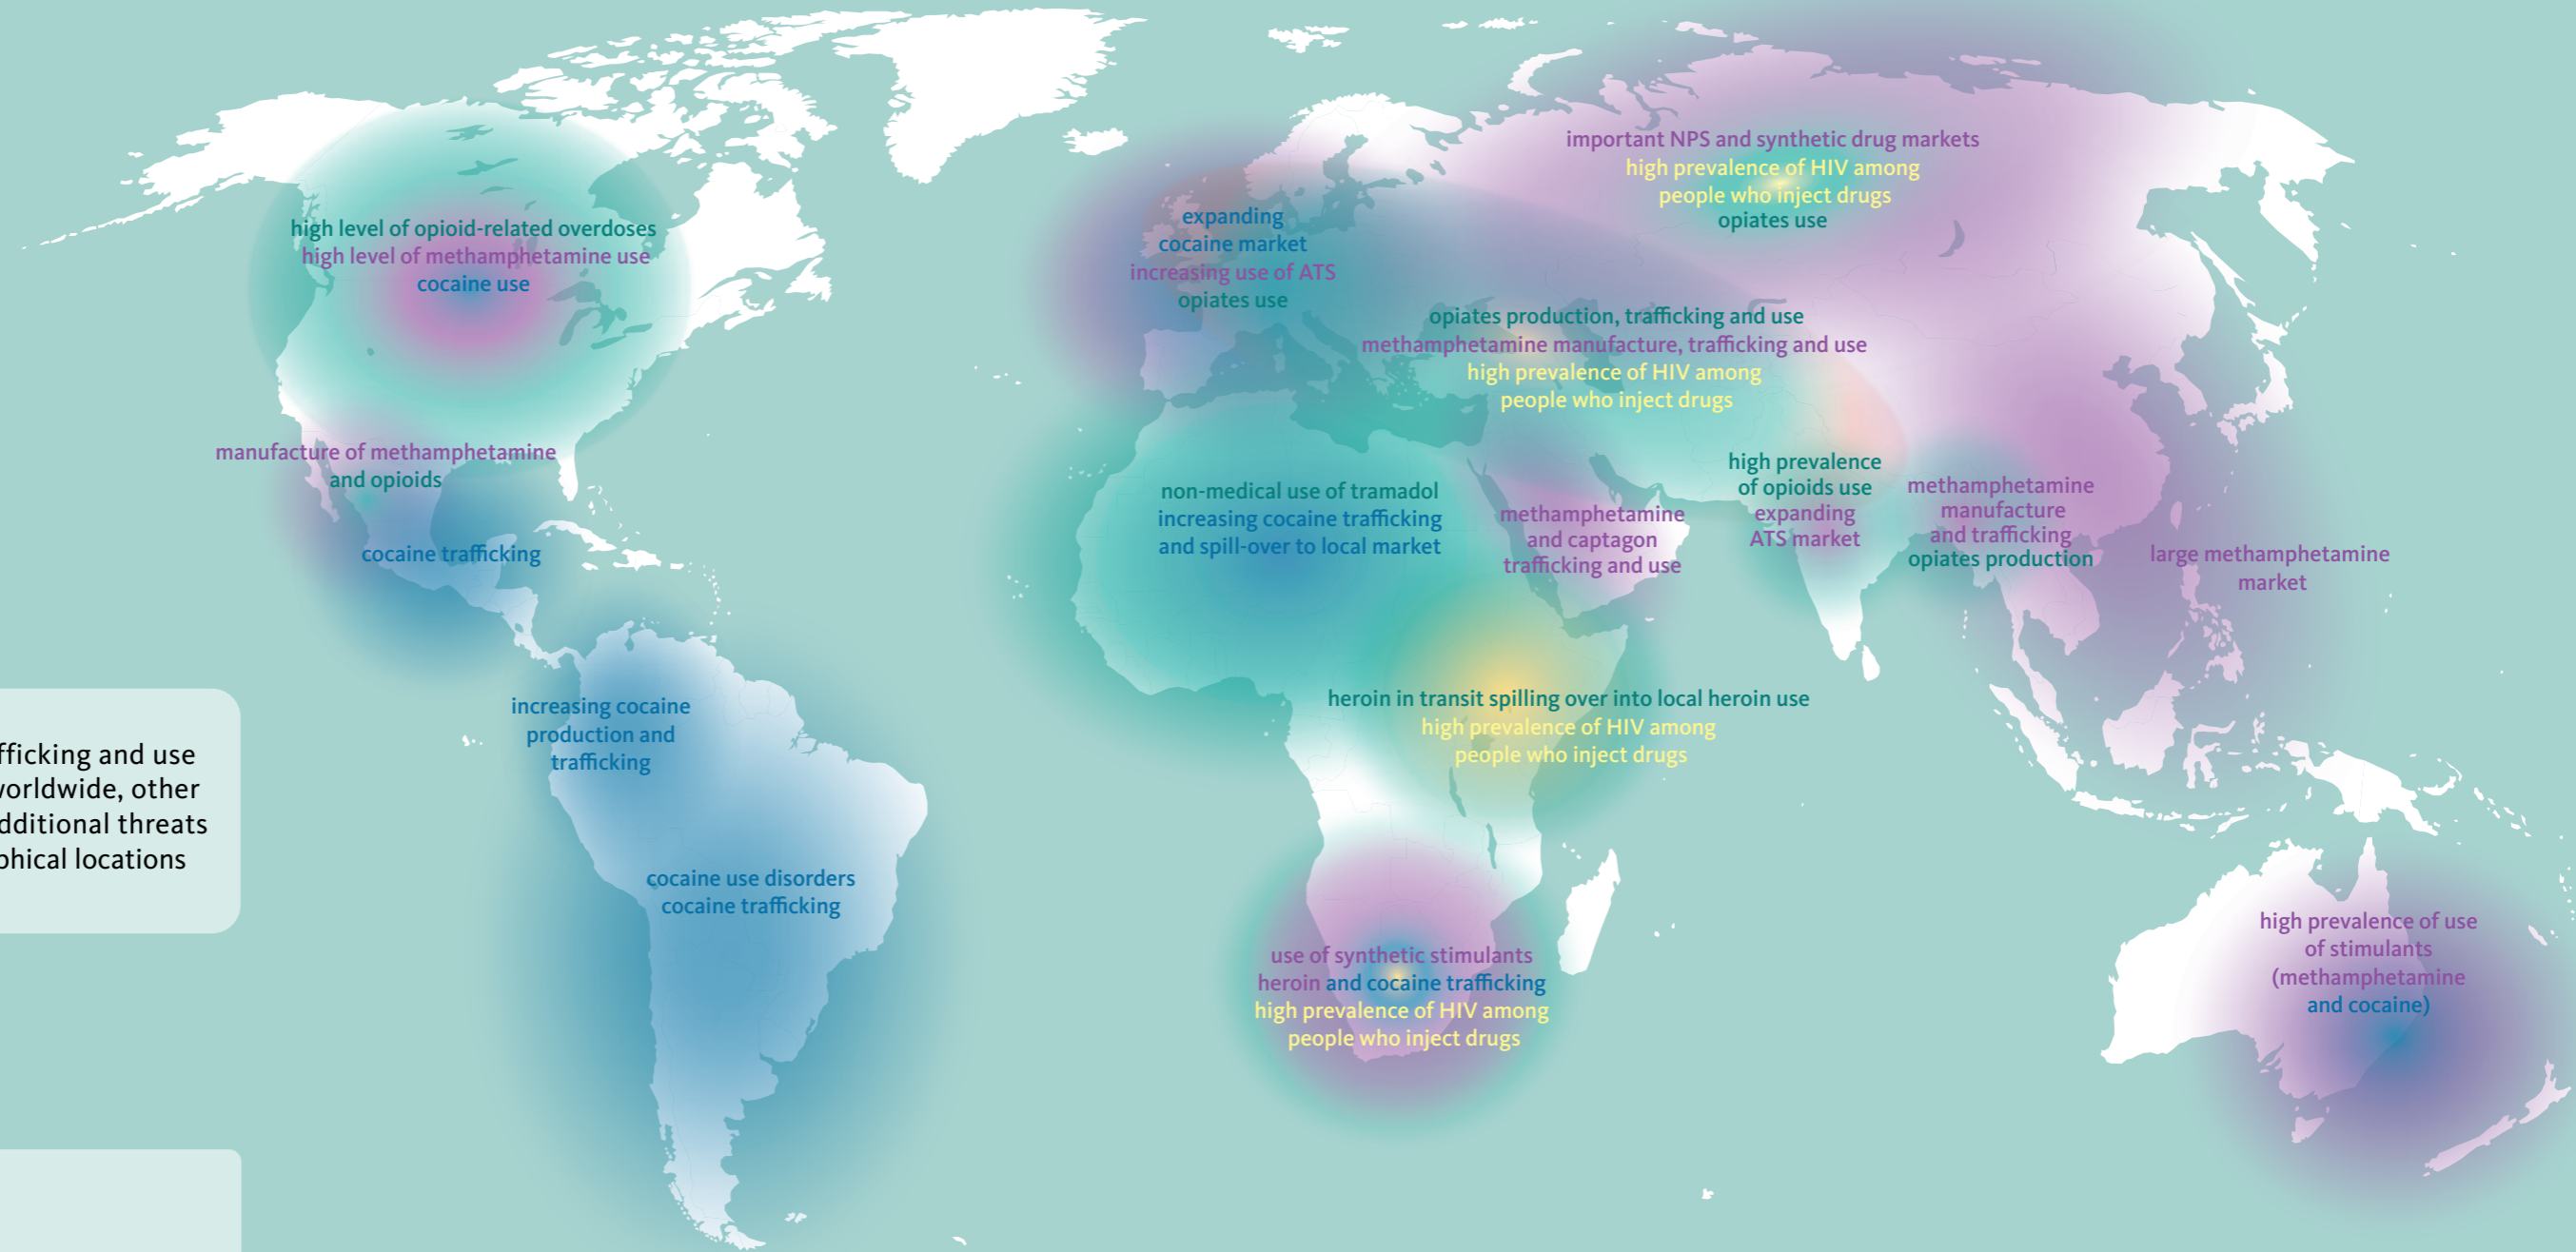 high level of opioid-related overdoses
high level of methamphetamine use
cocaine use
manufacture of methamphetamine
and opioids
cocaine trafficking
increasing cocaine
production and
trafficking
cocaine use disorders
cocaine trafficking
fficking and use
worldwide, other
dditional threats
phical locations
expanding
cocaine market
increasing use of ATS
opiates use
important NPS and synthetic drug markets
high prevalence of HIV among
people who inject drugs
opiates use
opiates production, trafficking and use
methamphetamine manufacture, trafficking and use
high prevalence of HIV among
people who inject drugs
non-medical use of tramadol
increasing cocaine trafficking
and spill-over to local market
methamphetamine
and captagon
trafficking and use
high prevalence
of opioids use
expanding
ATS market
methamphetamine
manufacture
and trafficking
opiates production
large methamphetamine
market
heroin in transit spilling over into local heroin use
high prevalence of HIV among
people who inject drugs
use of synthetic stimulants
heroin and cocaine trafficking
high prevalence of HIV among
people who inject drugs
high prevalence of use
of stimulants
(methamphetamine
and cocaine)